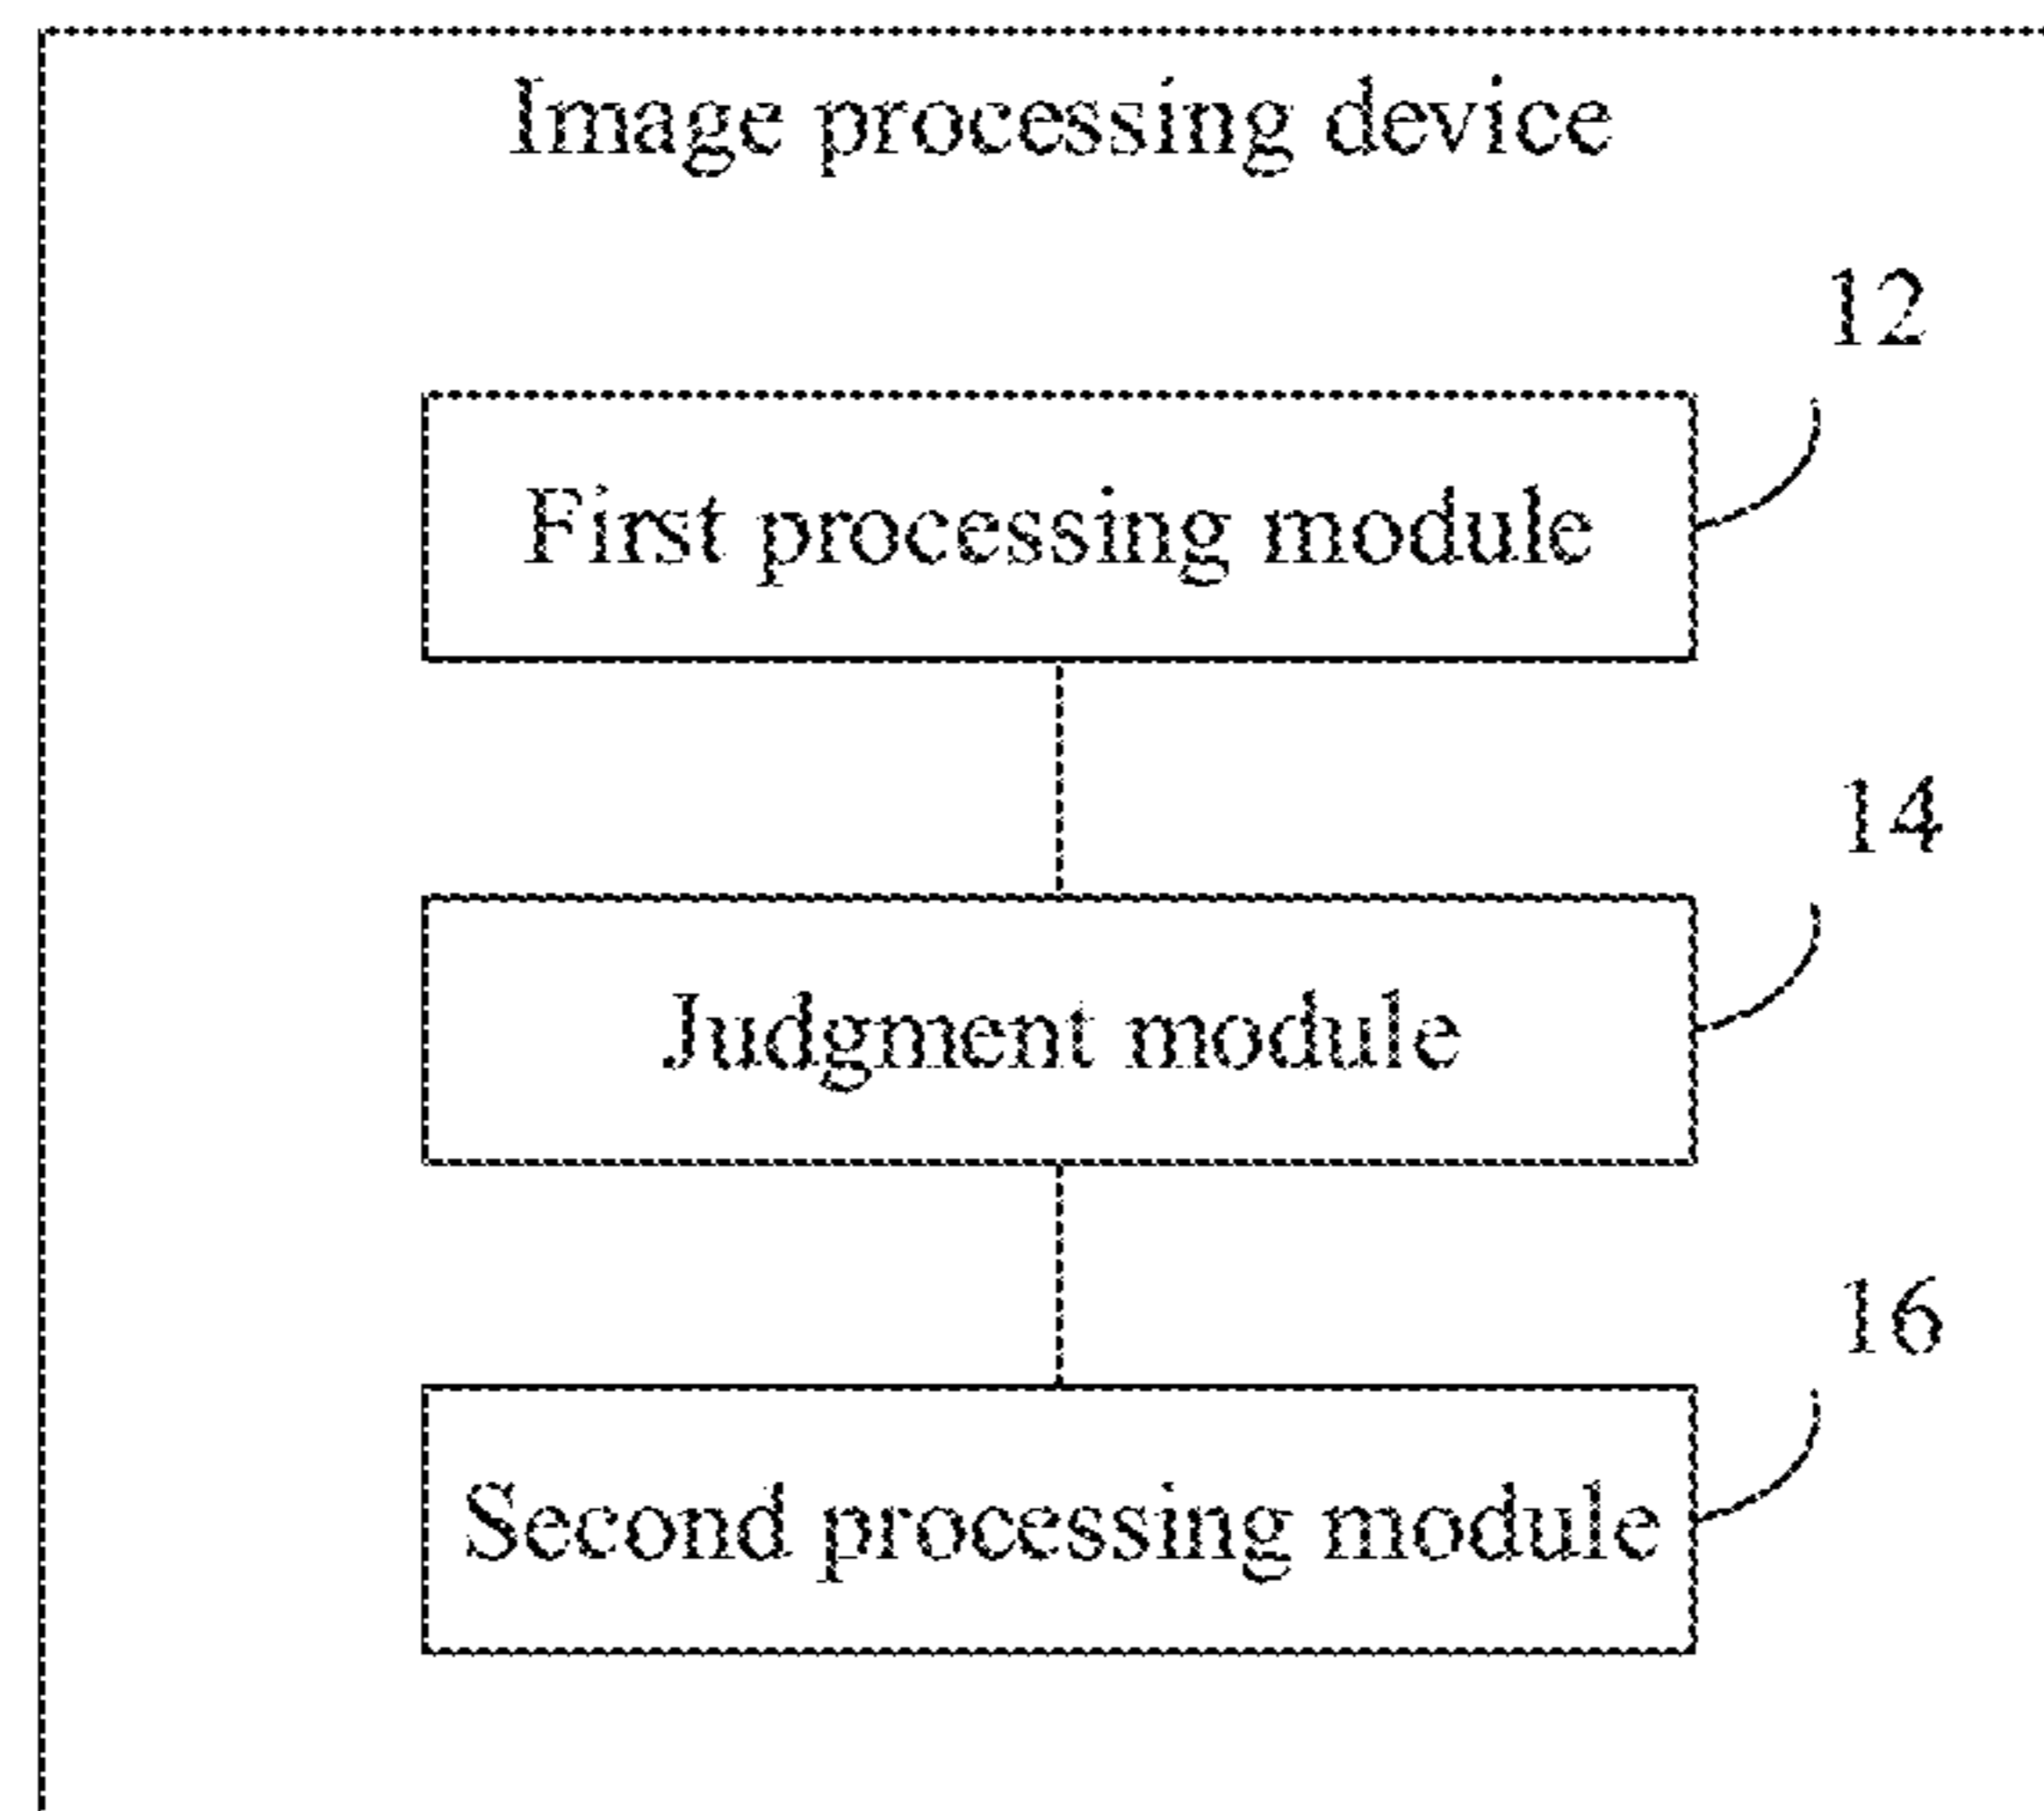 Image processing device
12
First processing module
14
Judgment module
16
Second processing module